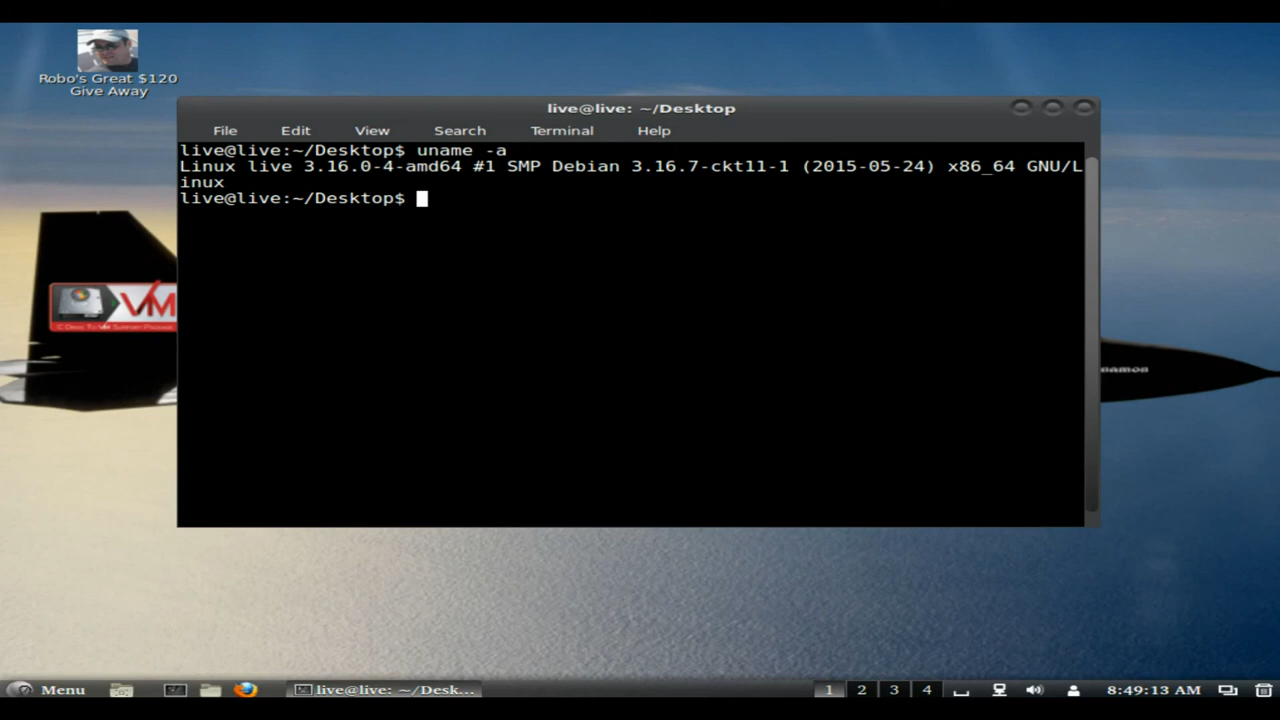 Robo's Great $120
Give Away
live@live: ~/Desktop
File Edit View Search Terminal Help
live@live:~/Desktop$ uname -a
Linux live 3.16.0-4-amd64 #1 SMP Debian 3.16.7-ckt11-1 (2015-05-24) x86_64 GNU/L
inux
live@live:~/Desktop$
VM
Menu live@live: ~/Desk... 1 2 3 4 8:49:13 AM